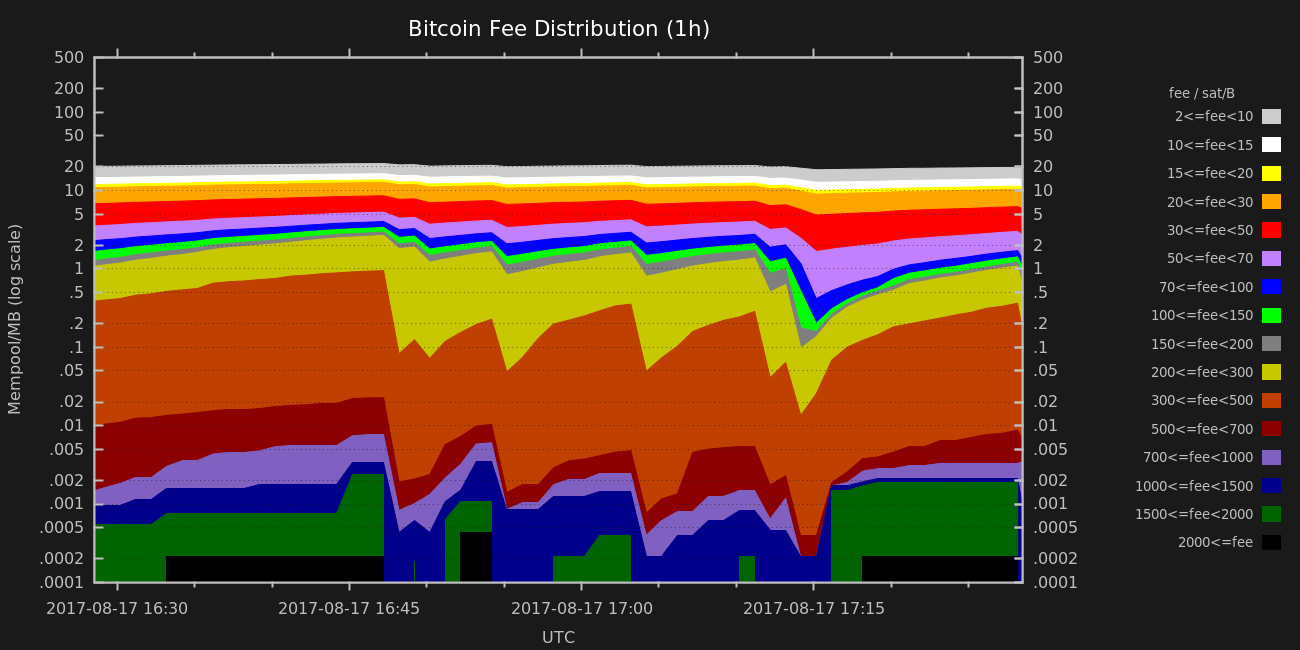 Bitcoin Fee Distribution (1h)
500
200
100
50
20
10
5
2
1
.5
.2
.1
.05
.02
.01
.005
.002
.001
.0005
.0002
.0001
Mempool/MB (log scale)
500
200
100
50
20
10
5
2
1
.5
.2
.1
.05
.02
.01
.005
.002
.001
.0005
.0002
.0001
2017-08-17 16:30
2017-08-17 16:45
2017-08-17 17:00
2017-08-17 17:15
UTC
fee / sat/B
2<=fee<10
10<=fee<15
15<=fee<20
20<=fee<30
30<=fee<50
50<=fee<70
70<=fee<100
100<=fee<150
150<=fee<200
200<=fee<300
300<=fee<500
500<=fee<700
700<=fee<1000
1000<=fee<1500
1500<=fee<2000
2000<=fee